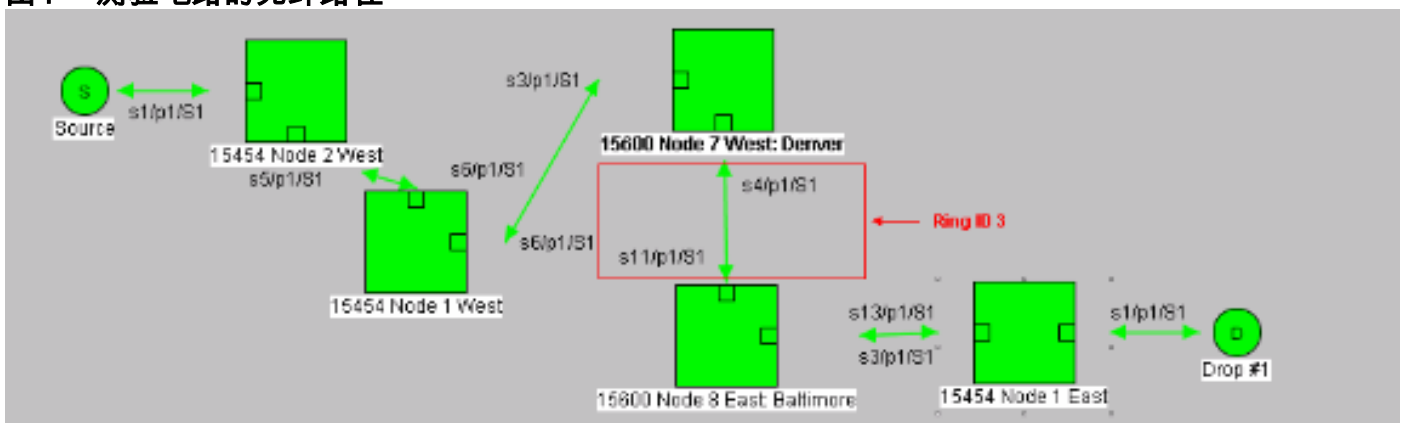 S
Source
s1/p1/S1
15454 Node 2 West
s5/p1/S1
s6/p1/S1
15454 Node 1 West
s3/p1/S1
s6/p1/S1
15600 Node 7 West: Denver
s4/p1/S1
Ring ID 3
s11/p1/S1
15600 Node 8 East: Baltimore
s13/p1/S1
s3/p1/S1
15454 Node 1 East
s1/p1/S1
D
Drop #1